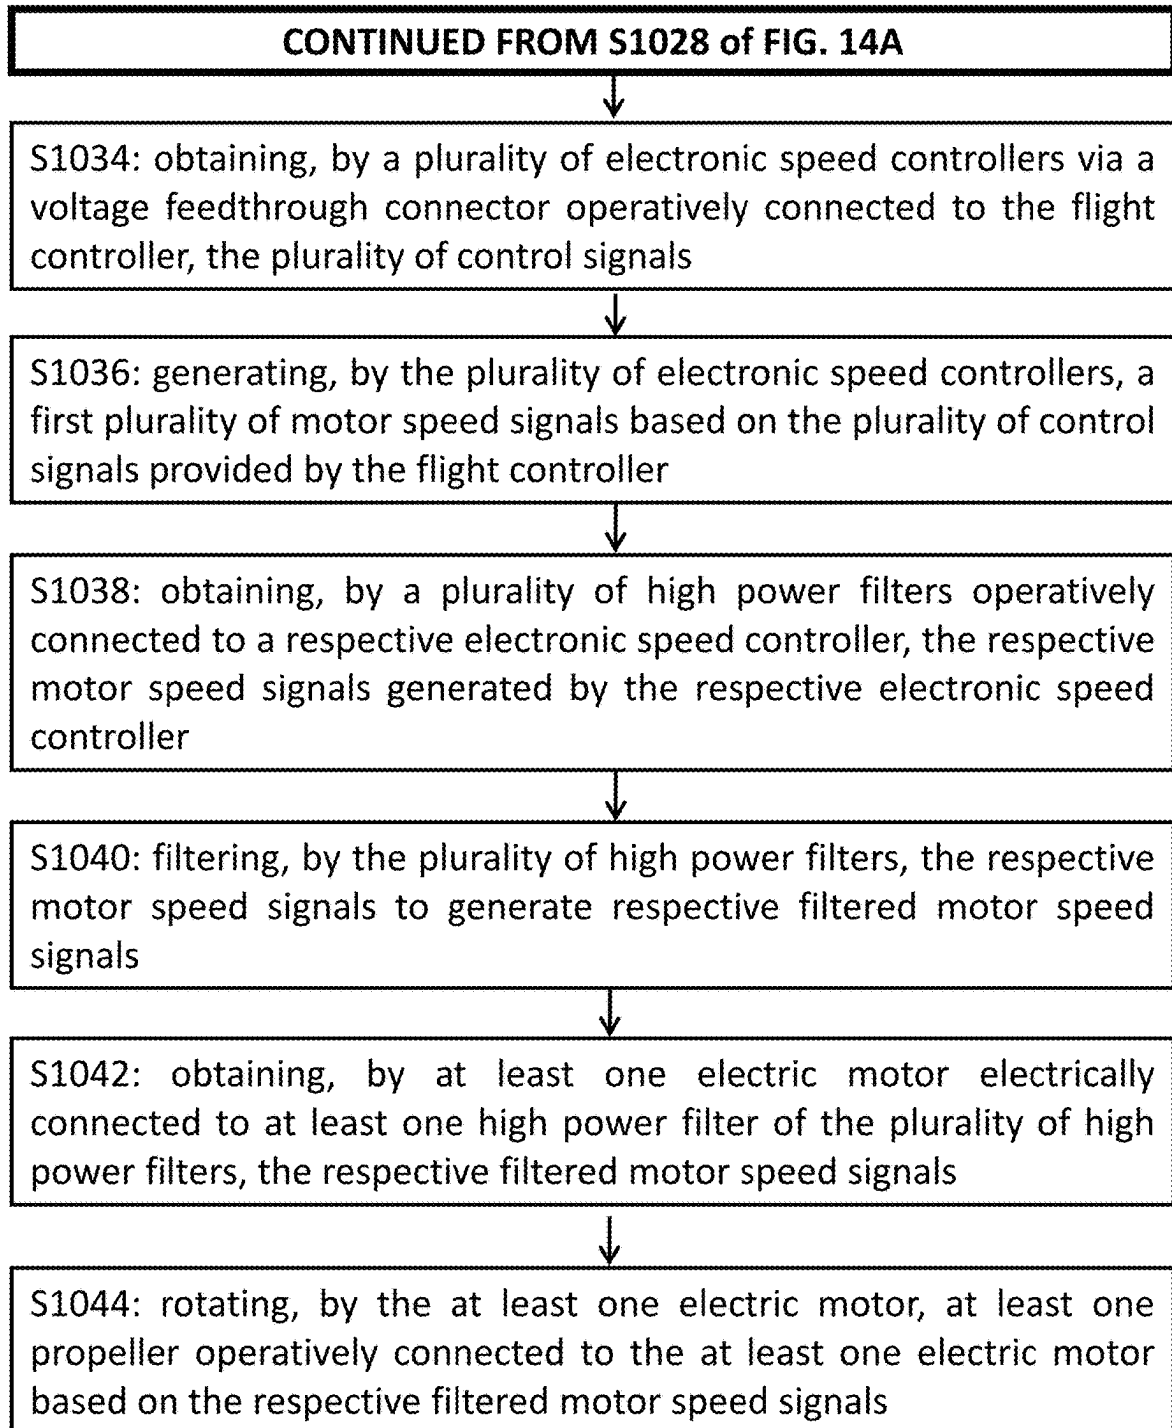 CONTINUED FROM S1028 of FIG. 14A
S1034: obtaining, by a plurality of electronic speed controllers via a
voltage feedthrough connector operatively connected to the flight
controller, the plurality of control signals
S1036: generating, by the plurality of electronic speed controllers, a
first plurality of motor speed signals based on the plurality of control
signals provided by the flight controller
S1038: obtaining, by a plurality of high power filters operatively
connected to a respective electronic speed controller, the respective
motor speed signals generated by the respective electronic speed
controller
S1040: filtering, by the plurality of high power filters, the respective
motor speed signals to generate respective filtered motor speed
signals
S1042: obtaining, by at least one electric motor electrically
connected to at least one high power filter of the plurality of high
power filters, the respective filtered motor speed signals
S1044: rotating, by the at least one electric motor, at least one
propeller operatively connected to the at least one electric motor
based on the respective filtered motor speed signals